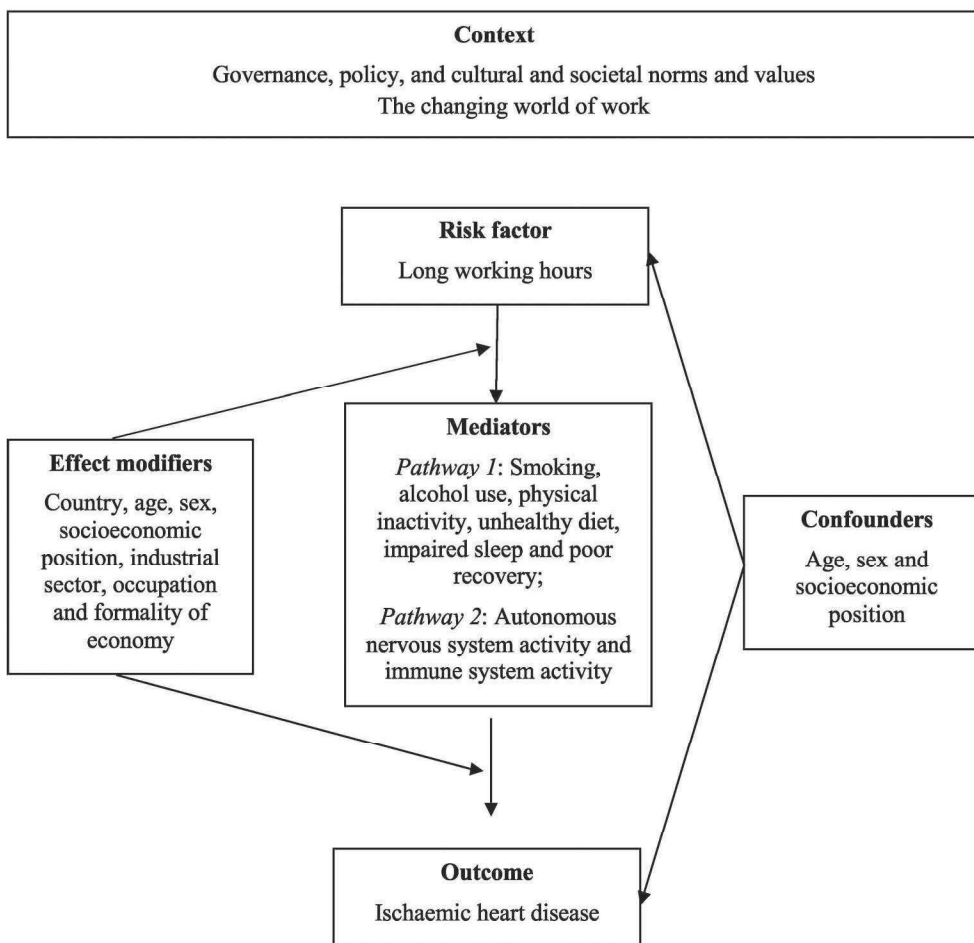 Context
Governance, policy, and cultural and societal norms and values
The changing world of work
Risk factor
Long working hours
Effect modifiers
Country, age, sex,
socioeconomic
position, industrial
sector, occupation
and formality of
economy
Mediators
Pathway 1: Smoking,
alcohol use, physical
inactivity, unhealthy diet,
impaired sleep and poor
recovery;
Pathway 2: Autonomous
nervous system activity and
immune system activity
Confounders
Age, sex and
socioeconomic
position
Outcome
Ischaemic heart disease